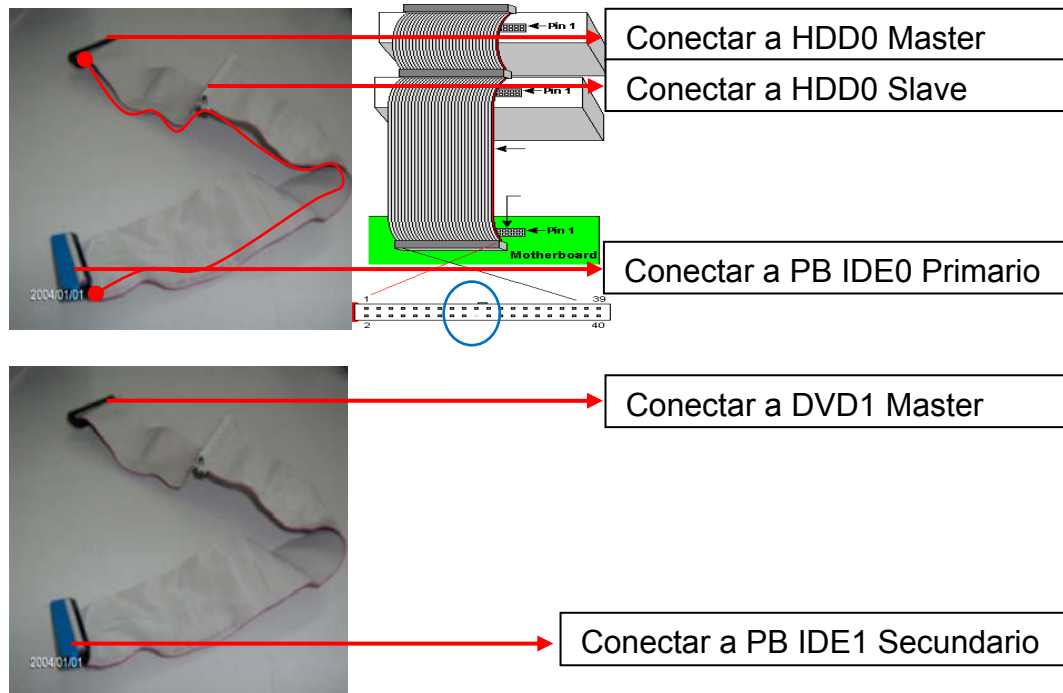 Pin 1
Conectar a HDD0 Master
Conectar a HDD0 Slave
Pin 1
Pin 1
Motherboard
Conectar a PB IDE0 Primario
2004/01/01
1
39
2
40
Conectar a DVD1 Master
Conectar a PB IDE1 Secundario
2004/01/01